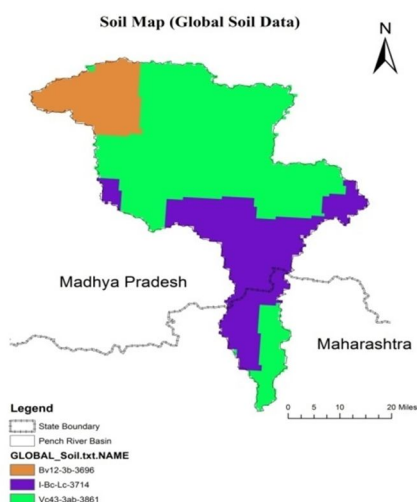 Soil Map (Global Soil Data)
N
Madhya Pradesh
Maharashtra
Legend
State Boundary
Pench River Basin
GLOBAL_Soil.txt.NAME
Bv12-3b-3696
I-Bc-Lc-3714
Vc43-3ab-3861
0 5 10 20 Miles